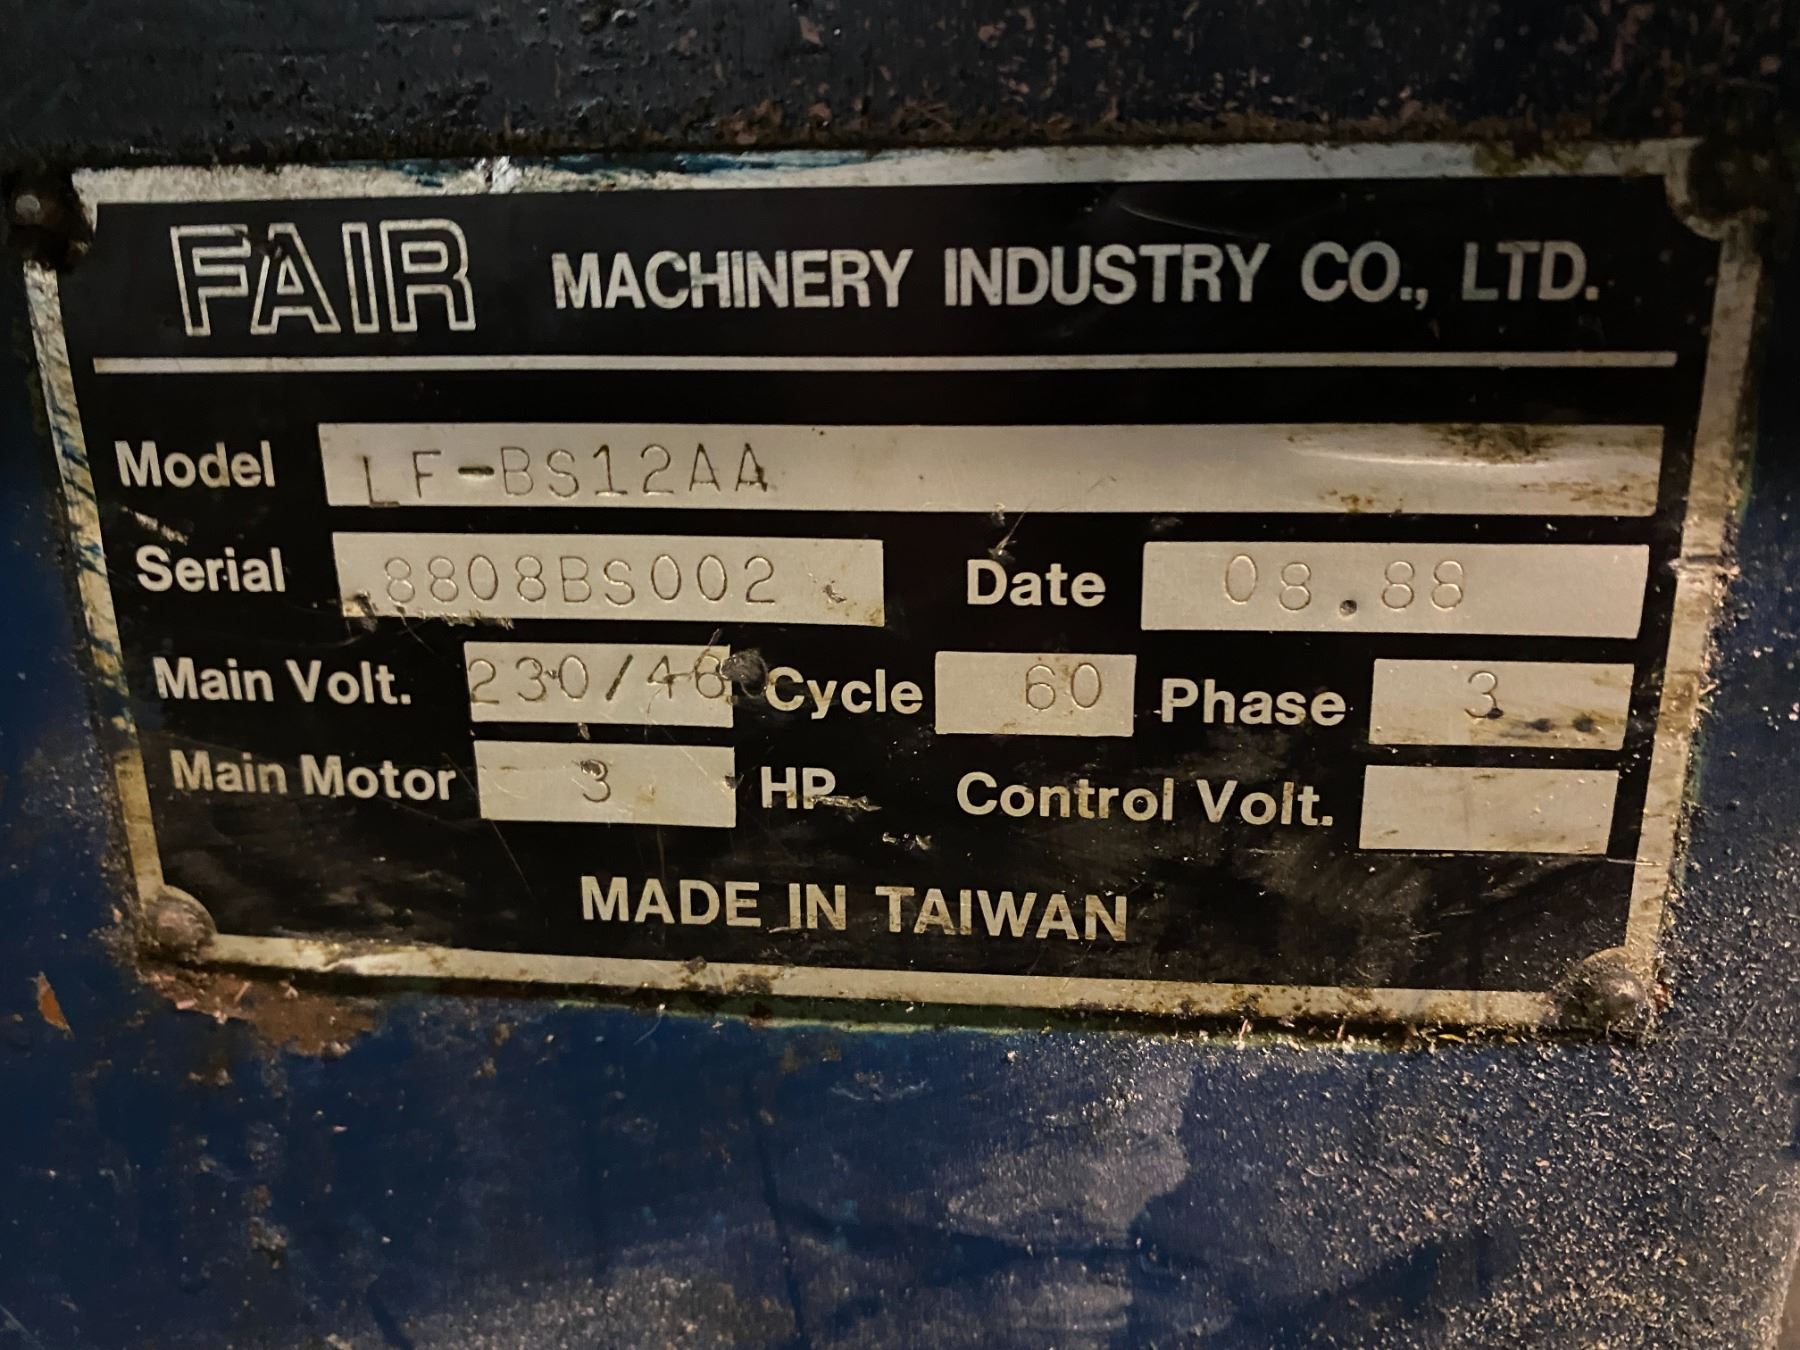 FAIR MACHINERY INDUSTRY CO., LTD.
Model LF-BS12AA
Serial 8808BS002 Date 08.88
Main Volt. 230/460 Cycle 60 Phase 3
Main Motor 3 HP Control Volt.
MADE IN TAIWAN